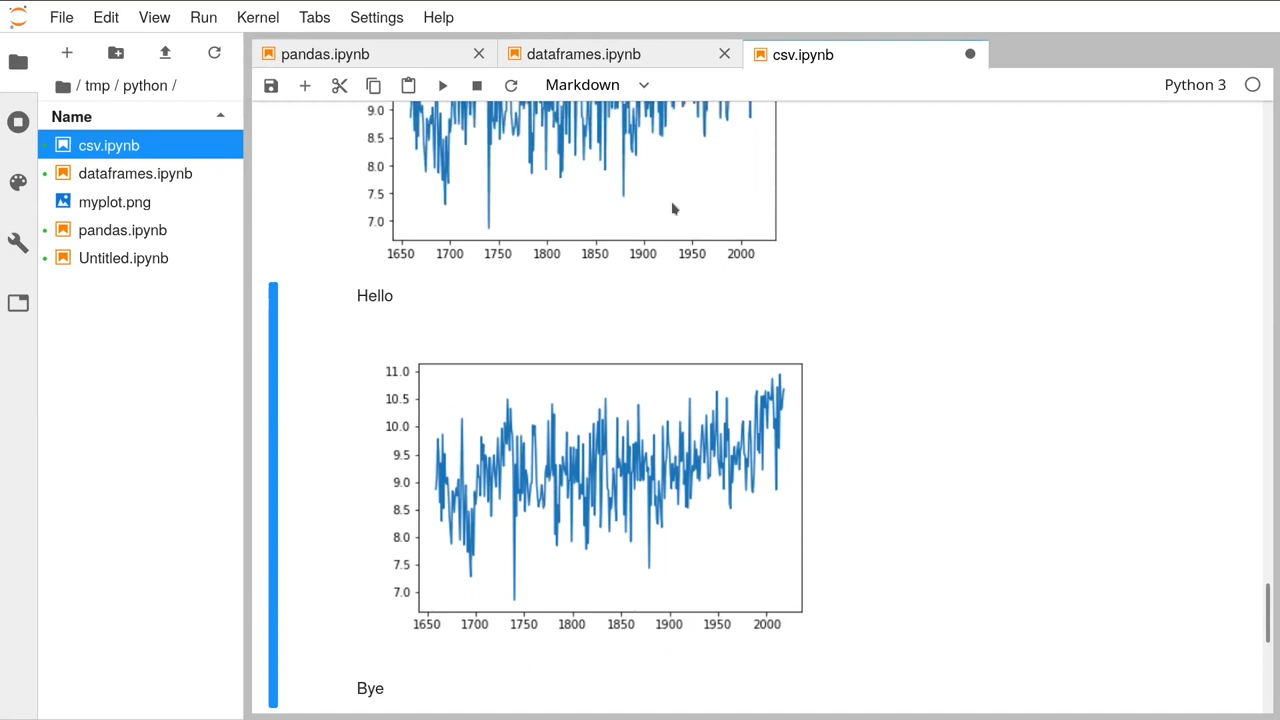 File Edit View Run Kernel Tabs Settings Help
pandas.ipynb dataframes.ipynb csv.ipynb
/ tmp / python /
Markdown Python 3
Name
csv.ipynb
dataframes.ipynb
myplot.png
pandas.ipynb
Untitled.ipynb
9.0
8.5
8.0
7.5
7.0
1650 1700 1750 1800 1850 1900 1950 2000
Hello
11.0
10.5
10.0
9.5
9.0
8.5
8.0
7.5
7.0
1650 1700 1750 1800 1850 1900 1950 2000
Bye